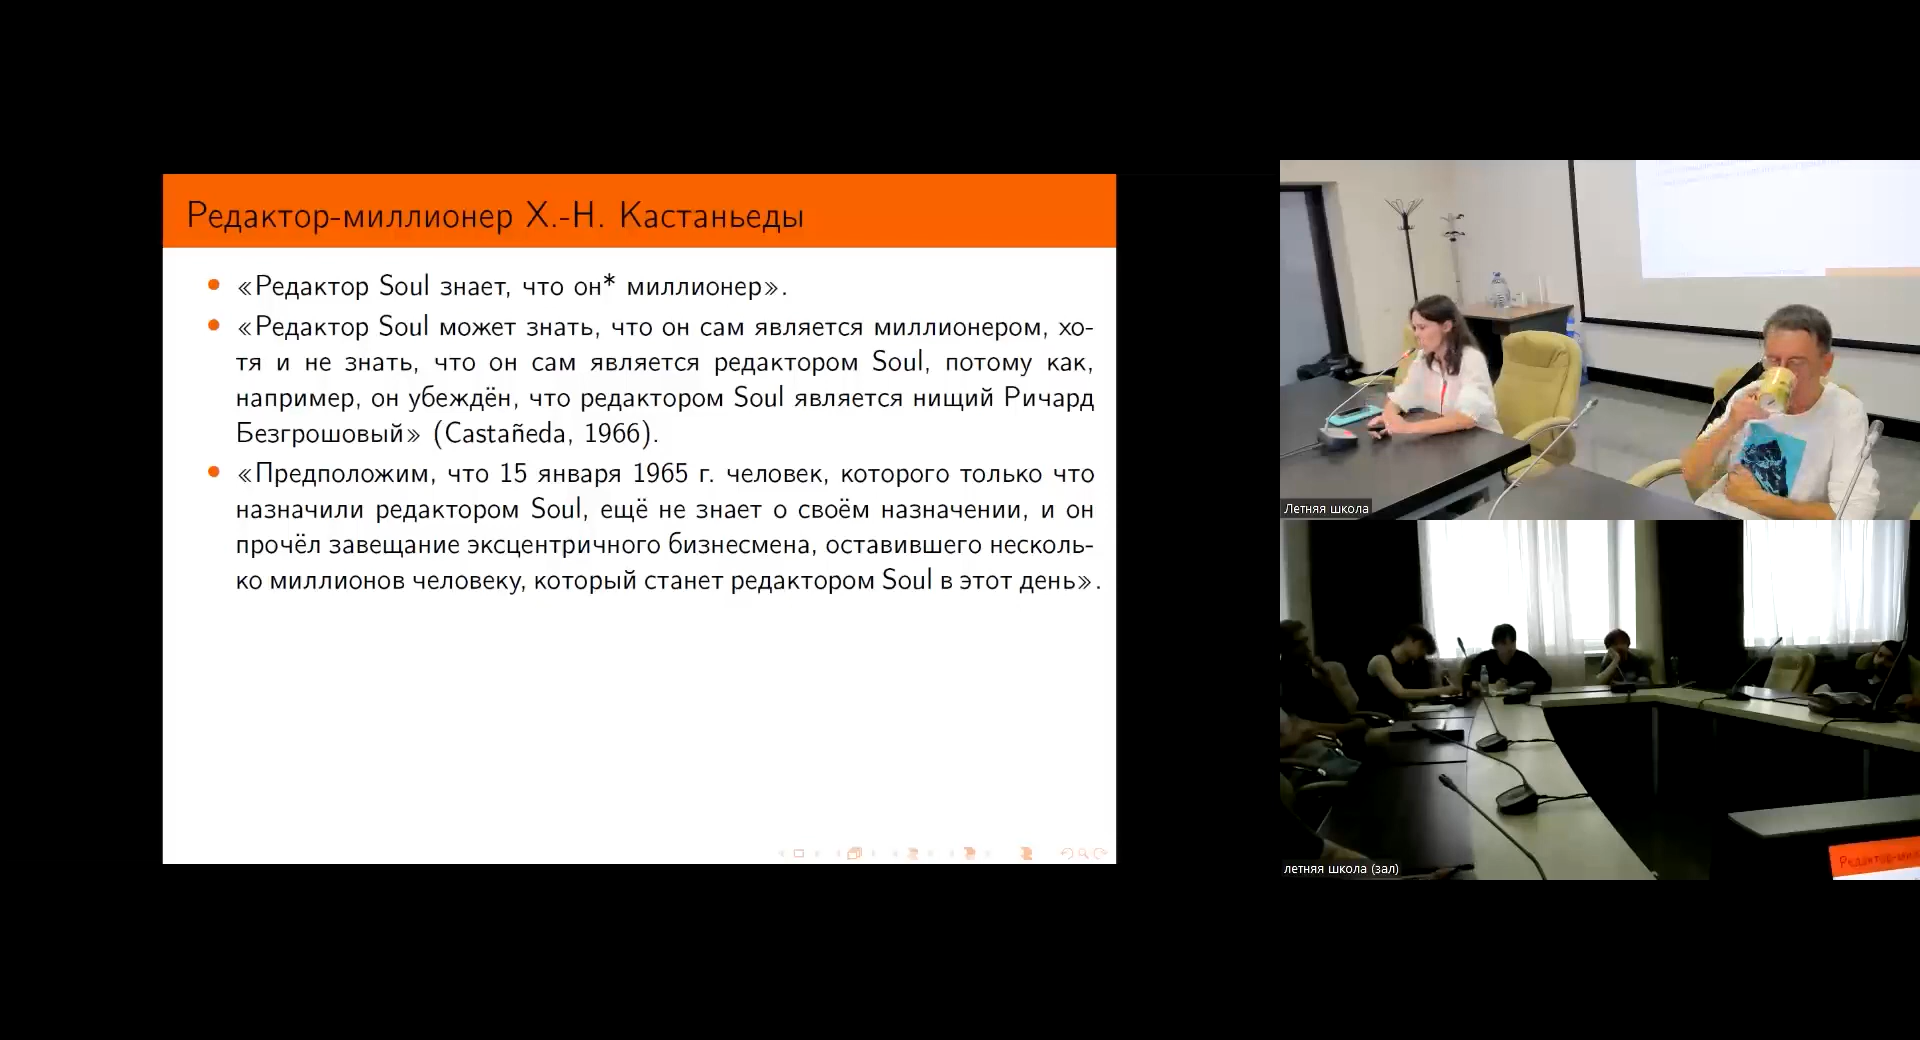 Редактор-миллионер Х.-Н. Кастаньеды
«Редактор Soul знает, что он* миллионер».
«Редактор Soul может знать, что он сам является миллионером, хо-
тя и не знать, что он сам является редактором Soul, потому как,
например, он убеждён, что редактором Soul является нищий Ричард
Безгрошовый» (Castañeda, 1966).
«Предположим, что 15 января 1965 г. человек, которого только что
назначили редактором Soul, ещё не знает о своём назначении, и он
прочёл завещание эксцентричного бизнесмена, оставившего несколь-
ко миллионов человеку, который станет редактором Soul в этот день».
Летняя школа
летняя школа (зал)